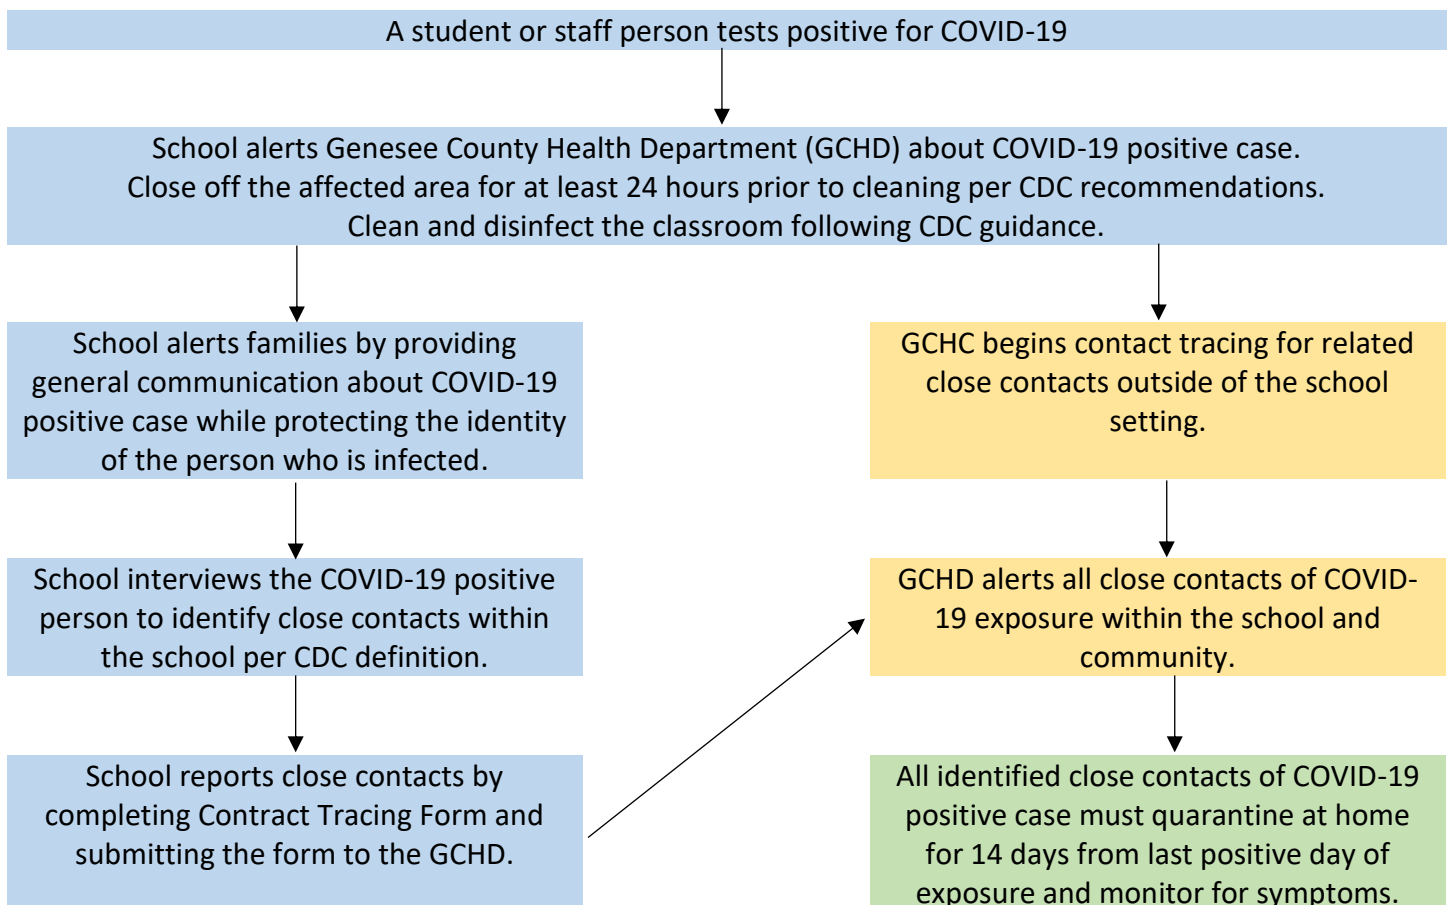 A student or staff person tests positive for COVID-19
School alerts Genesee County Health Department (GCHD) about COVID-19 positive case.
Close off the affected area for at least 24 hours prior to cleaning per CDC recommendations.
Clean and disinfect the classroom following CDC guidance.
School alerts families by providing
general communication about COVID-19
positive case while protecting the identity
of the person who is infected.
School interviews the COVID-19 positive
person to identify close contacts within
the school per CDC definition.
School reports close contacts by
completing Contract Tracing Form and
submitting the form to the GCHD.
GCHC begins contact tracing for related
close contacts outside of the school
setting.
GCHD alerts all close contacts of COVID-
19 exposure within the school and
community.
All identified close contacts of COVID-19
positive case must quarantine at home
for 14 days from last positive day of
exposure and monitor for symptoms.